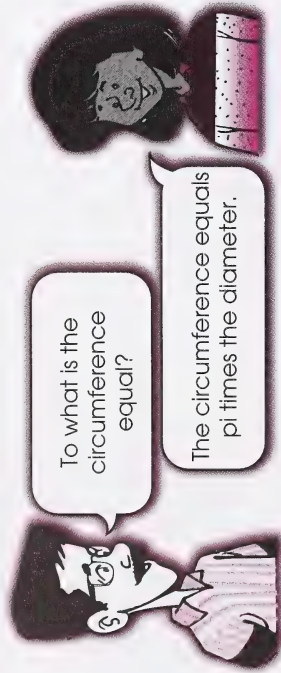 To what is the
circumference
equal?
The circumference equals
pi times the diameter.